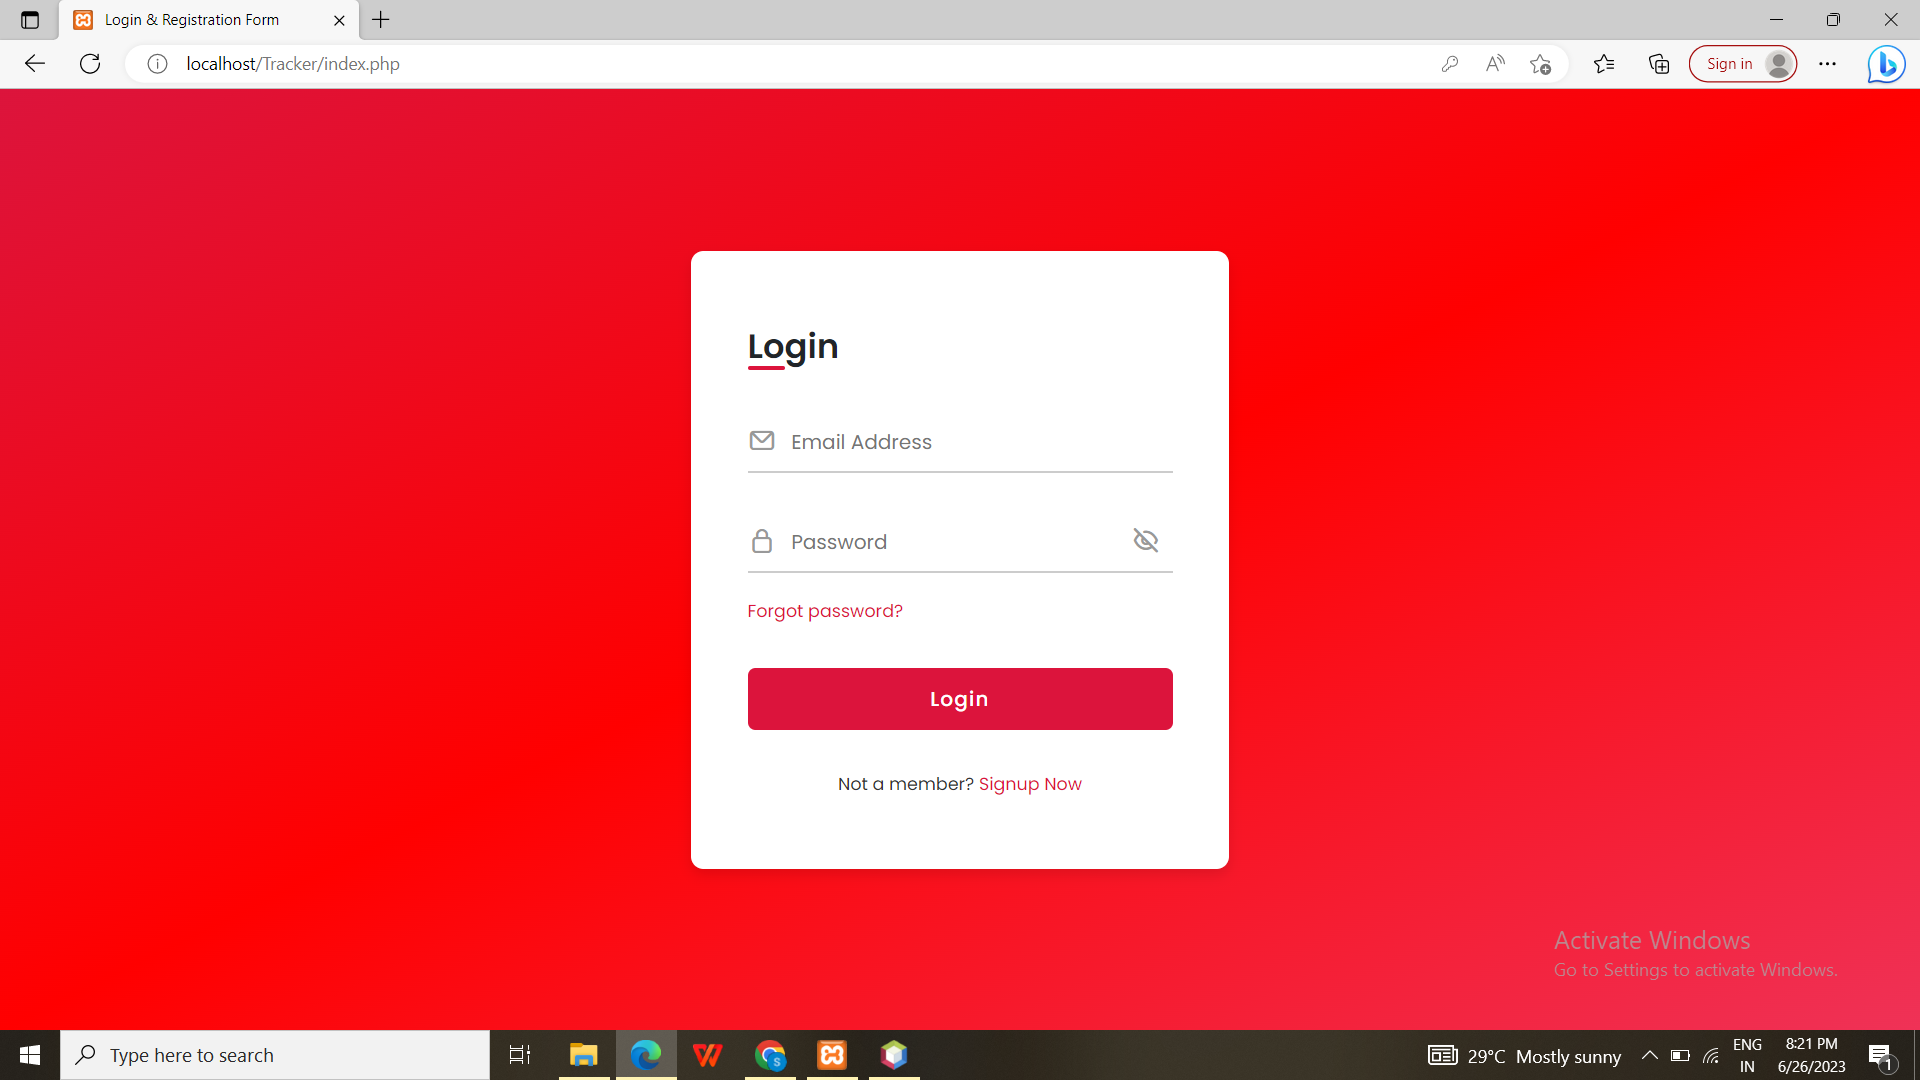 Login & Registration Form
localhost/Tracker/index.php
Sign in
Login
Email Address
Password
Forgot password?
Login
Not a member? Signup Now
Activate Windows
Go to Settings to activate Windows.
Type here to search
29°C Mostly sunny
ENG
IN
8:21 PM
6/26/2023
1